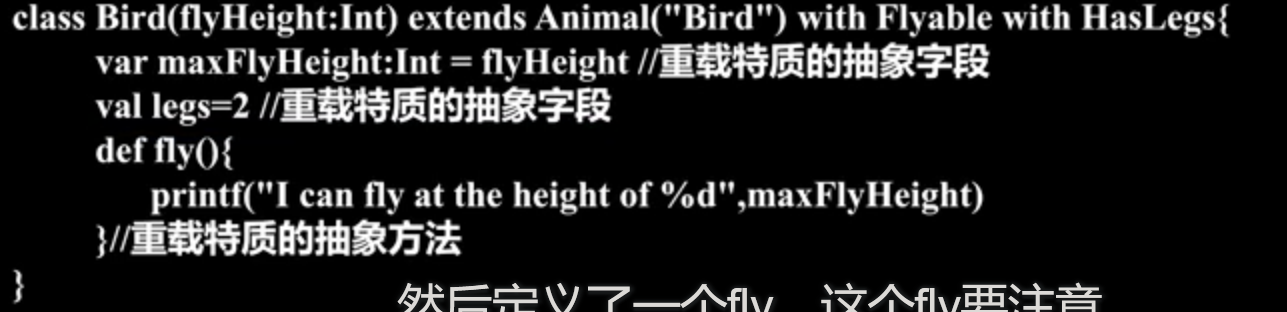 class Bird(flyHeight:Int) extends Animal("Bird") with Flyable with HasLegs{
var maxFlyHeight:Int = flyHeight //重载特质的抽象字段
val legs=2 //重载特质的抽象字段
def fly(){
printf("I can fly at the height of %d",maxFlyHeight)
}//重载特质的抽象方法
}
然后定义了一个fly 这个fly要注意